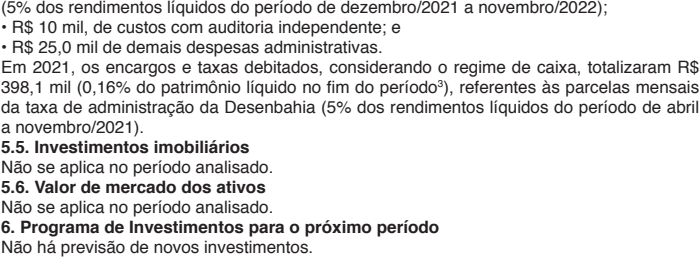 (5% dos rendimentos líquidos do período de dezembro/2021 a novembro/2022);
• R$ 10 mil, de custos com auditoria independente; e
• R$ 25,0 mil de demais despesas administrativas.
Em 2021, os encargos e taxas debitados, considerando o regime de caixa, totalizaram R$
398,1 mil (0,16% do patrimônio líquido no fim do período³), referentes às parcelas mensais
da taxa de administração da Desenbahia (5% dos rendimentos líquidos do período de abril
a novembro/2021).
5.5. Investimentos imobiliários
Não se aplica no período analisado.
5.6. Valor de mercado dos ativos
Não se aplica no período analisado.
6. Programa de Investimentos para o próximo período
Não há previsão de novos investimentos.